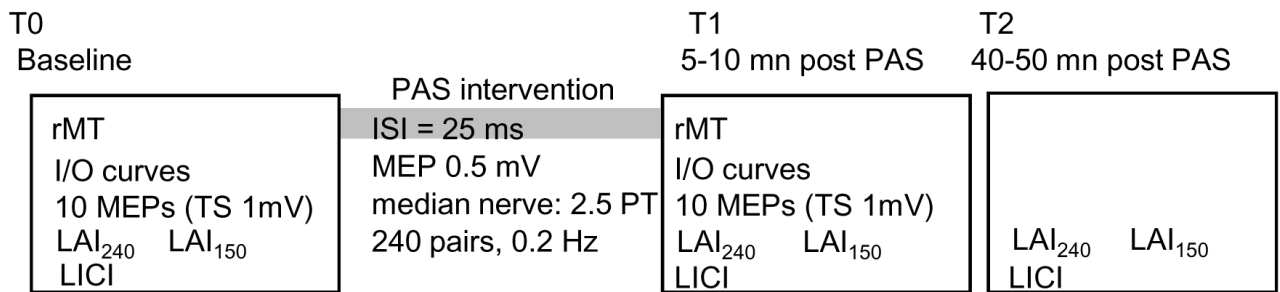 T0
Baseline
rMT
I/O curves
10 MEPs (TS 1mV)
LAI240 LAI150
LICI
PAS intervention
ISI = 25 ms
MEP 0.5 mV
median nerve: 2.5 PT
240 pairs, 0.2 Hz
T1
5-10 mn post PAS
rMT
I/O curves
10 MEPs (TS 1mV)
LAI240 LAI150
LICI
T2
40-50 mn post PAS
LAI240 LAI150
LICI